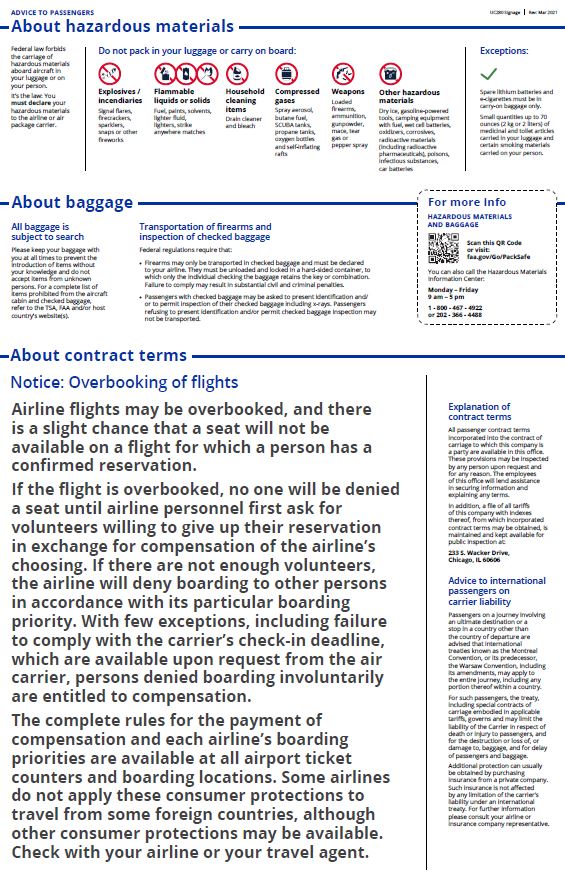 ADVICE TO PASSENGERS
UC280 Signage | Rev: Mar 2021
About hazardous materials
Federal law forbids
the carriage of
hazardous materials
aboard aircraft in
your luggage or on
your person.
It's the law: You
must declare your
hazardous materials
to the airline or air
package carrier.
Do not pack in your luggage or carry on board:
Explosives /
incendiaries
Signal flares,
firecrackers,
sparklers,
snaps or other
fireworks
Flammable
liquids or solids
Fuel, paints, solvents,
lighter fluid,
lighters, strike
anywhere matches
Household
cleaning
items
Drain cleaner
and bleach
Compressed
gases
Spray aerosol,
butane fuel,
SCUBA tanks,
propane tanks,
oxygen bottles
and self-inflating
rafts
Weapons
Loaded
firearms,
ammunition,
gunpowder,
mace, tear
gas or
pepper spray
Other hazardous
materials
Dry ice, gasoline-powered
tools, camping equipment
with fuel, wet cell batteries,
oxidizers, corrosives,
radioactive materials
(including radioactive
pharmaceuticals), poisons,
infectious substances,
car batteries
Exceptions:
Spare lithium batteries and
e-cigarettes must be in
carry-on baggage only.
Small quantities up to 70
ounces (2 kg or 2 liters) of
medicinal and toilet articles
carried in your luggage and
certain smoking materials
carried on your person.
About baggage
All baggage is
subject to search
Please keep your baggage with
you at all times to prevent the
introduction of items without
your knowledge and do not
accept items from unknown
persons. For a complete list of
items prohibited from the aircraft
cabin and checked baggage,
refer to the TSA, FAA and/or host
country's website(s).
Transportation of firearms and
inspection of checked baggage
Federal regulations require that:
• Firearms may only be transported in checked baggage and must be declared
to your airline. They must be unloaded and locked in a hard-sided container, to
which only the individual checking the baggage retains the key or combination.
Failure to comply may result in substantial civil and criminal penalties.
• Passengers with checked baggage may be asked to present identification and/
or to permit inspection of their checked baggage including x-rays. Passengers
refusing to present identification and/or permit checked baggage inspection may
not be transported.
For more info
HAZARDOUS MATERIALS
AND BAGGAGE
Scan this QR Code
or visit:
faa.gov/Go/PackSafe
You can also call the Hazardous Materials
Information Center:
Monday – Friday
9 am – 5 pm
1 - 800 - 467 - 4922
or 202 - 366 - 4488
About contract terms
Notice: Overbooking of flights
Airline flights may be overbooked, and there
is a slight chance that a seat will not be
available on a flight for which a person has a
confirmed reservation.
If the flight is overbooked, no one will be denied
a seat until airline personnel first ask for
volunteers willing to give up their reservation
in exchange for compensation of the airline's
choosing. If there are not enough volunteers,
the airline will deny boarding to other persons
in accordance with its particular boarding
priority. With few exceptions, including failure
to comply with the carrier's check-in deadline,
which are available upon request from the air
carrier, persons denied boarding involuntarily
are entitled to compensation.
The complete rules for the payment of
compensation and each airline's boarding
priorities are available at all airport ticket
counters and boarding locations. Some airlines
do not apply these consumer protections to
travel from some foreign countries, although
other consumer protections may be available.
Check with your airline or your travel agent.
Explanation of
contract terms
All passenger contract terms
incorporated into the contract of
carriage to which this company is
a party are available in this office.
These provisions may be inspected
by any person upon request and
for any reason. The employees
of this office will lend assistance
in securing information and
explaining any terms.
In addition, a file of all tariffs
of this company with indexes
thereof, from which incorporated
contract terms may be obtained, is
maintained and kept available for
public inspection at:
233 S. Wacker Drive,
Chicago, IL 60606
Advice to international
passengers on
carrier liability
Passengers on a journey involving
an ultimate destination or a
stop in a country other than
the country of departure are
advised that international
treaties known as the Montreal
Convention, or its predecessor,
the Warsaw Convention, including
its amendments, may apply to
the entire journey, including any
portion thereof within a country.
For such passengers, the treaty,
including special contracts of
carriage embodied in applicable
tariffs, governs and may limit the
liability of the Carrier in respect of
death or injury to passengers, and
for the destruction or loss of, or
damage to, baggage, and for delay
of passengers and baggage.
Additional protection can usually
be obtained by purchasing
insurance from a private company.
Such insurance is not affected
by any limitation of the carrier's
liability under an international
treaty. For further information
please consult your airline or
insurance company representative.